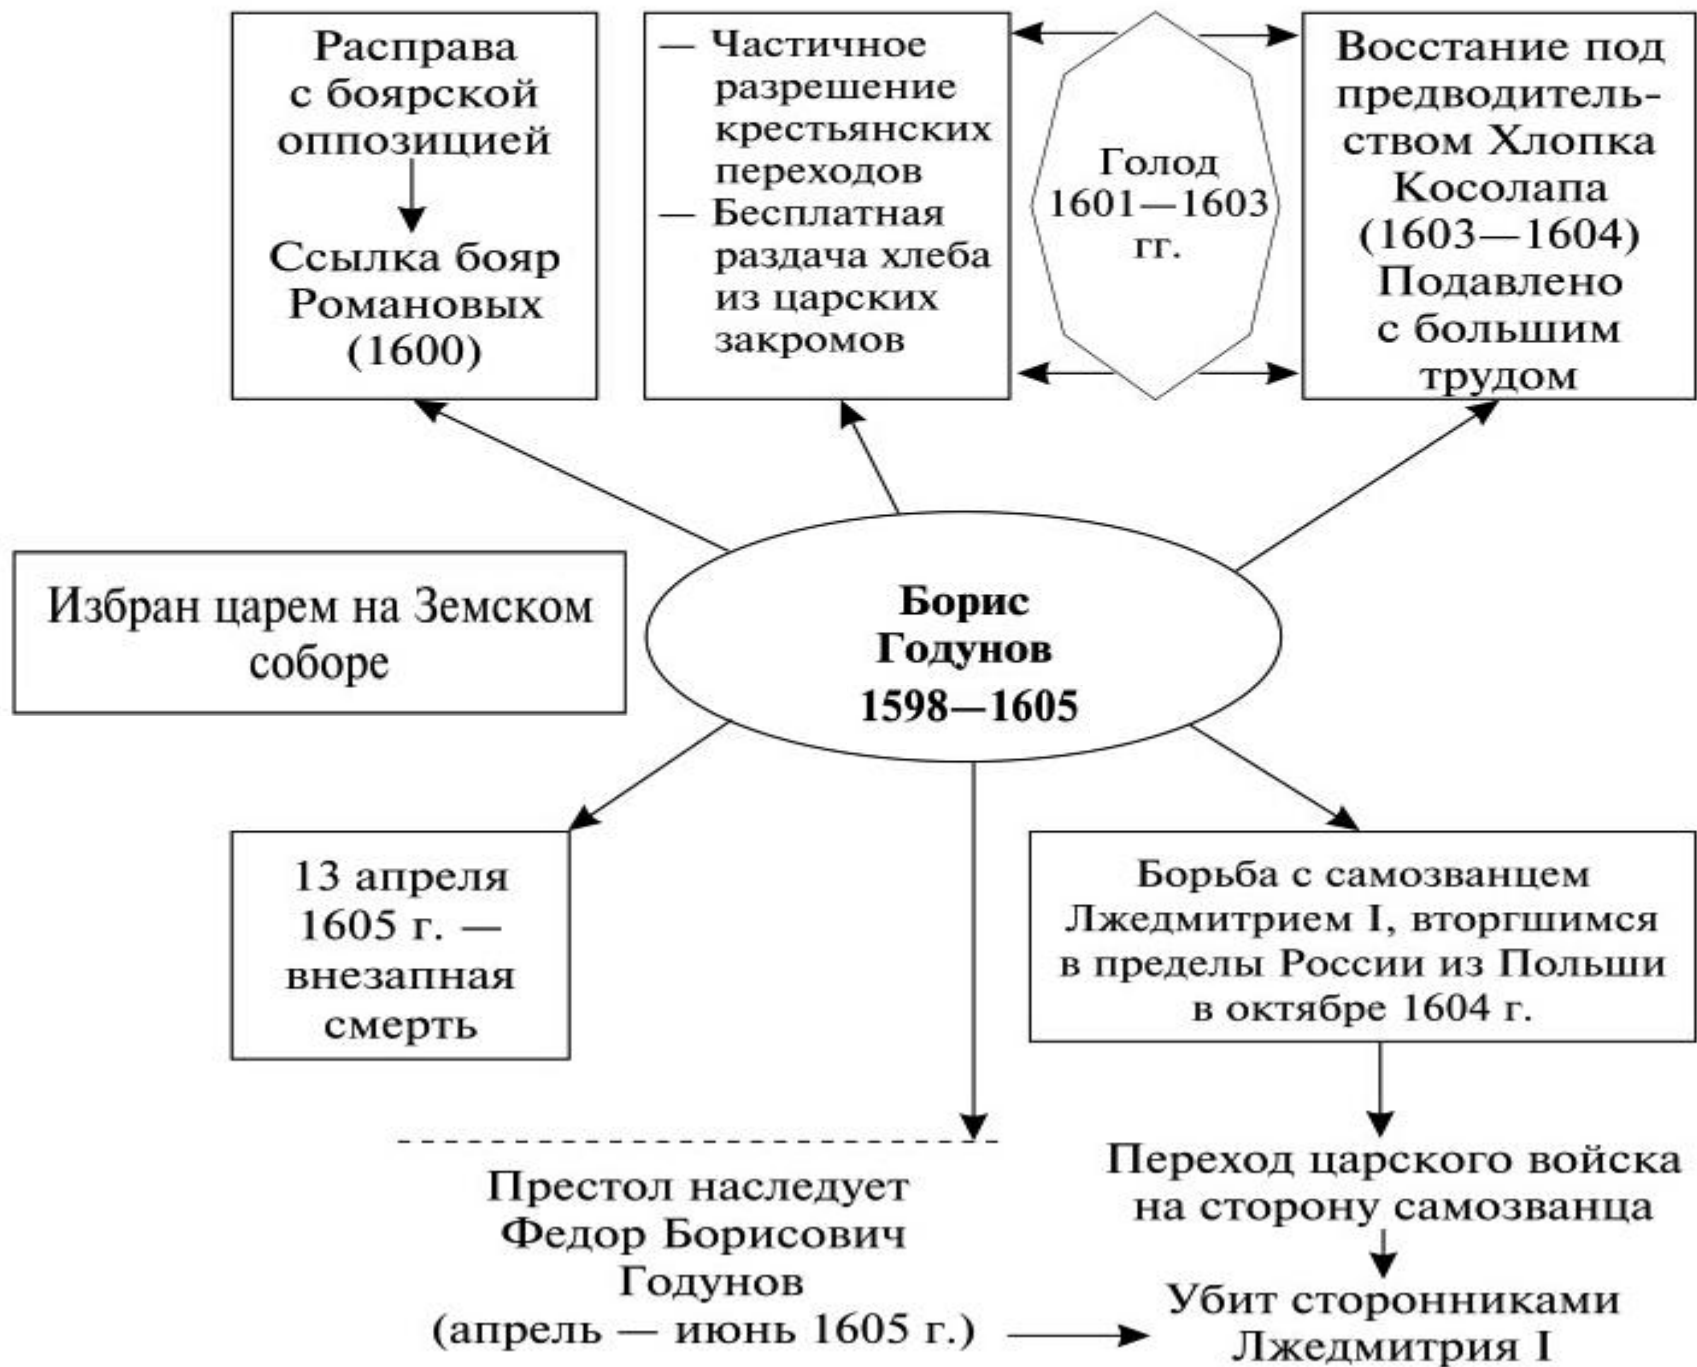 Расправа
с боярской
оппозицией
Ссылка бояр
Романовых
(1600)
— Частичное
разрешение
крестьянских
переходов
— Бесплатная
раздача хлеба
из царских
закромов
Голод
1601—1603
гг.
Восстание под
предводитель-
ством Хлопка
Косолапа
(1603—1604)
Подавлено
с большим
трудом
Избран царем на Земском
соборе
Борис
Годунов
1598—1605
13 апреля
1605 г. —
внезапная
смерть
Борьба с самозванцем
Лжедмитрием I, вторгшимся
в пределы России из Польши
в октябре 1604 г.
Престол наследует
Федор Борисович
Годунов
(апрель — июнь 1605 г.)
Переход царского войска
на сторону самозванца
Убит сторонниками
Лжедмитрия I